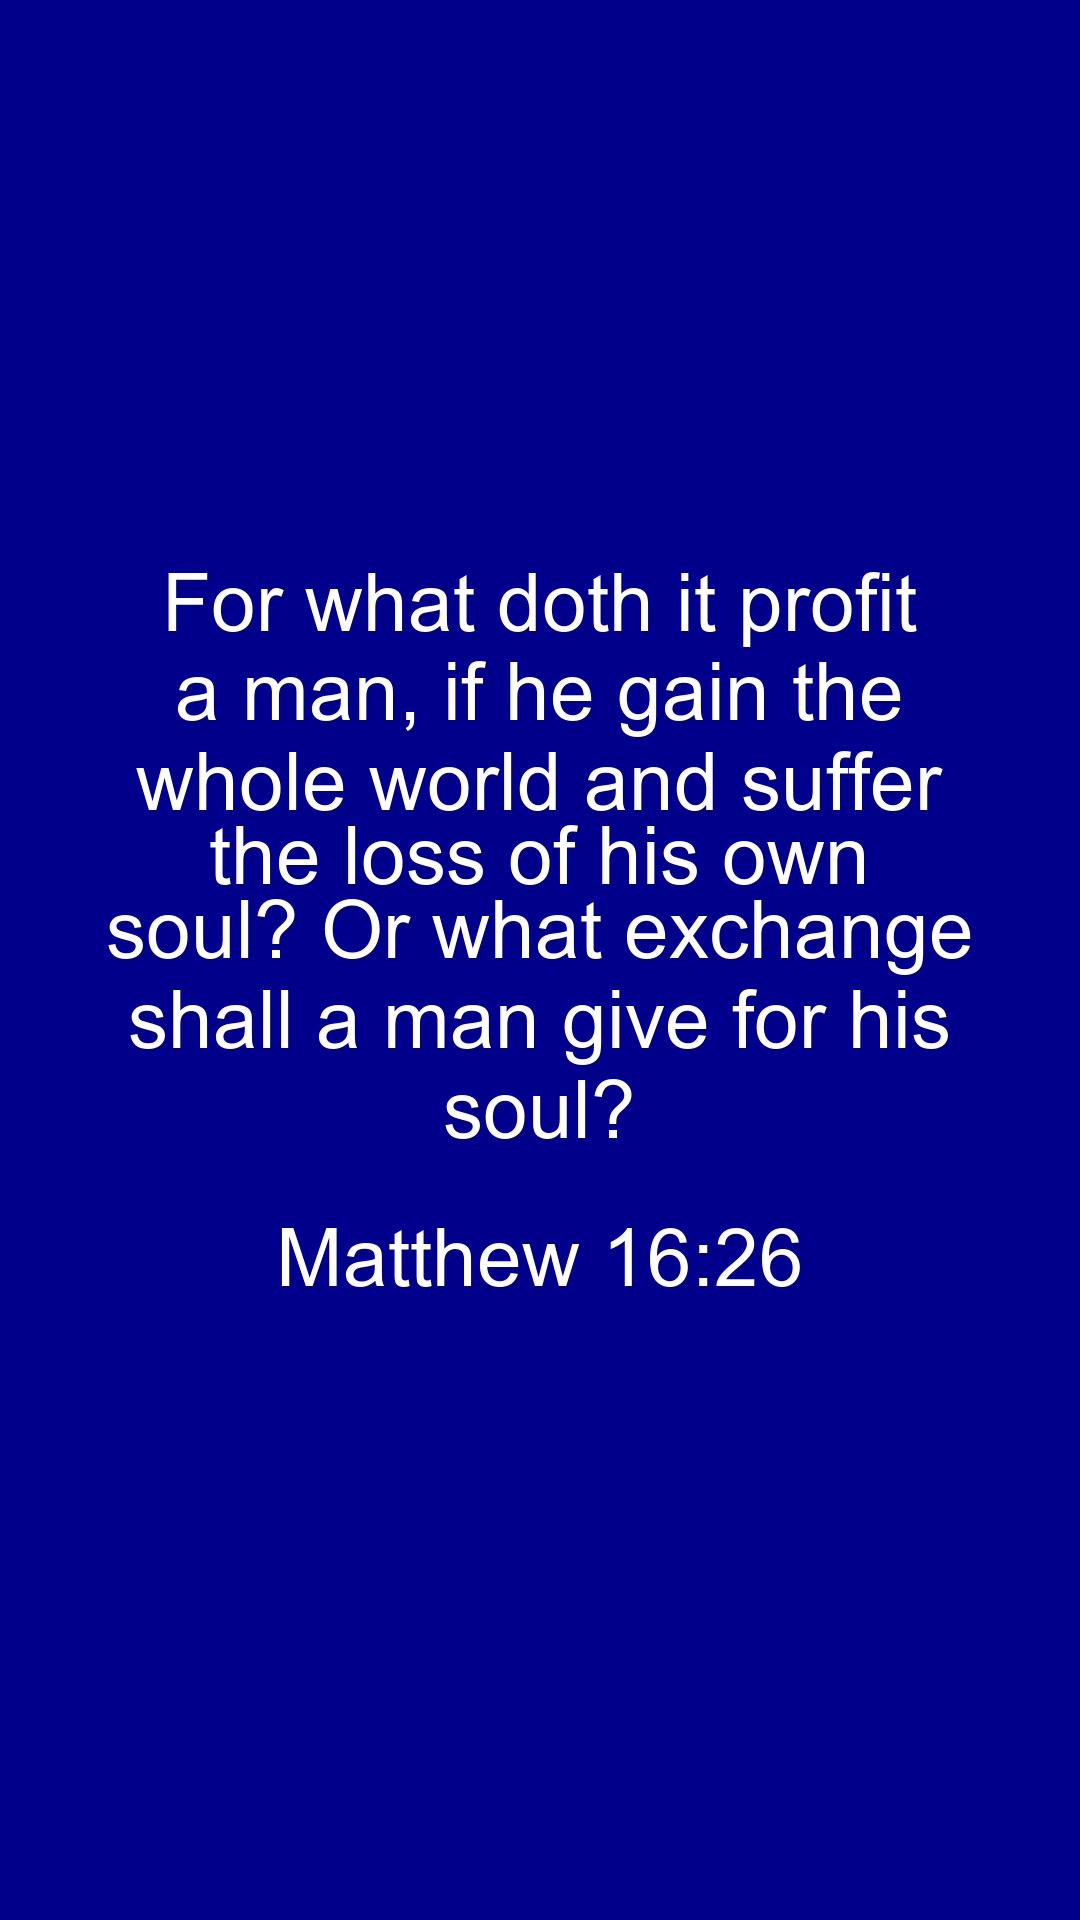 For what doth it profit
a man, if he gain the
whole world and suffer
the loss of his own
soul? Or what exchange
shall a man give for his
soul?
Matthew 16:26